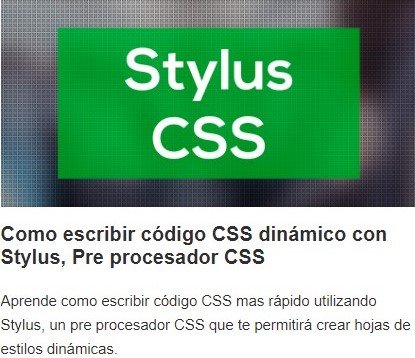 Stylus
CSS
Como escribir código CSS dinámico con
Stylus, Pre procesador CSS
Aprende como escribir código CSS mas rápido utilizando
Stylus, un pre procesador CSS que te permitirá crear hojas de
estilos dinámicas.